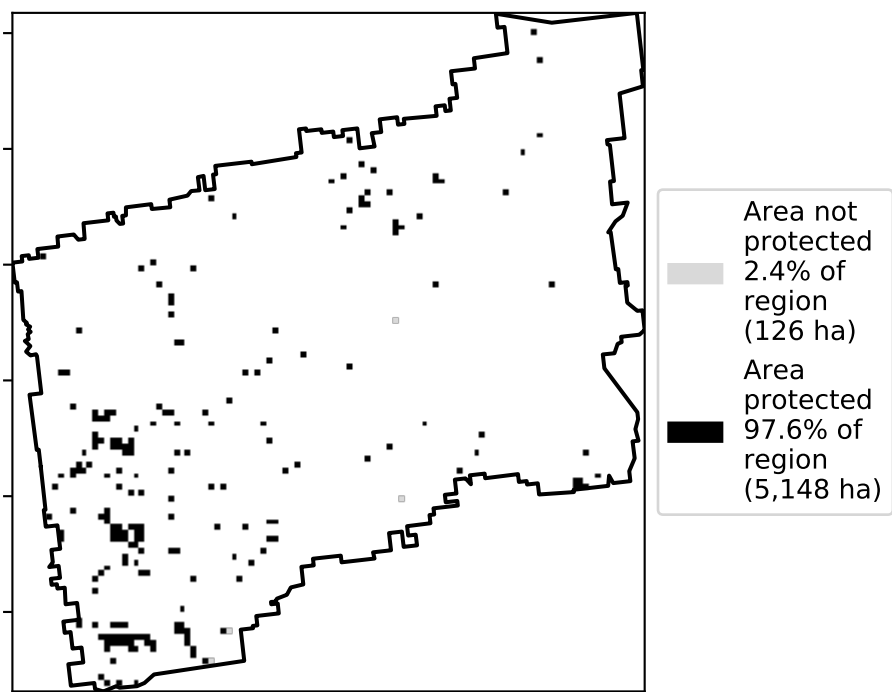 Area not
protected
2.4% of
region
(126 ha)
Area
protected
97.6% of
region
(5,148 ha)